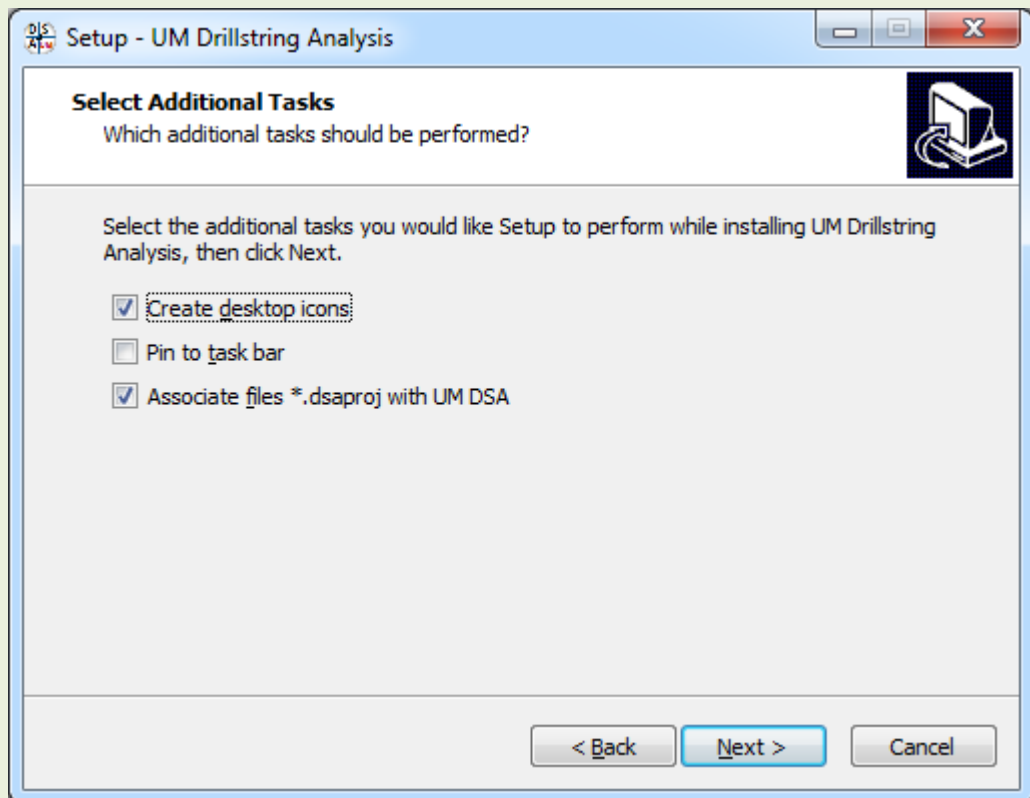 Setup - UM Drillstring Analysis
Select Additional Tasks
Which additional tasks should be performed?
Select the additional tasks you would like Setup to perform while installing UM Drillstring
Analysis, then click Next.
Create desktop icons
Pin to task bar
Associate files *.dsaproj with UM DSA
< Back
Next >
Cancel